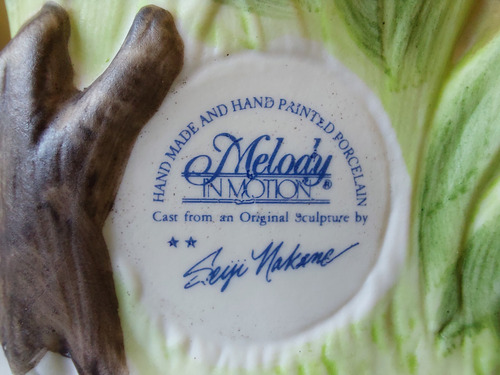 HAND MADE AND HAND PAINTED PORCELAIN
Melody
IN MOTION®
Cast from an Original Sculpture by
★★
Seiji Nakane